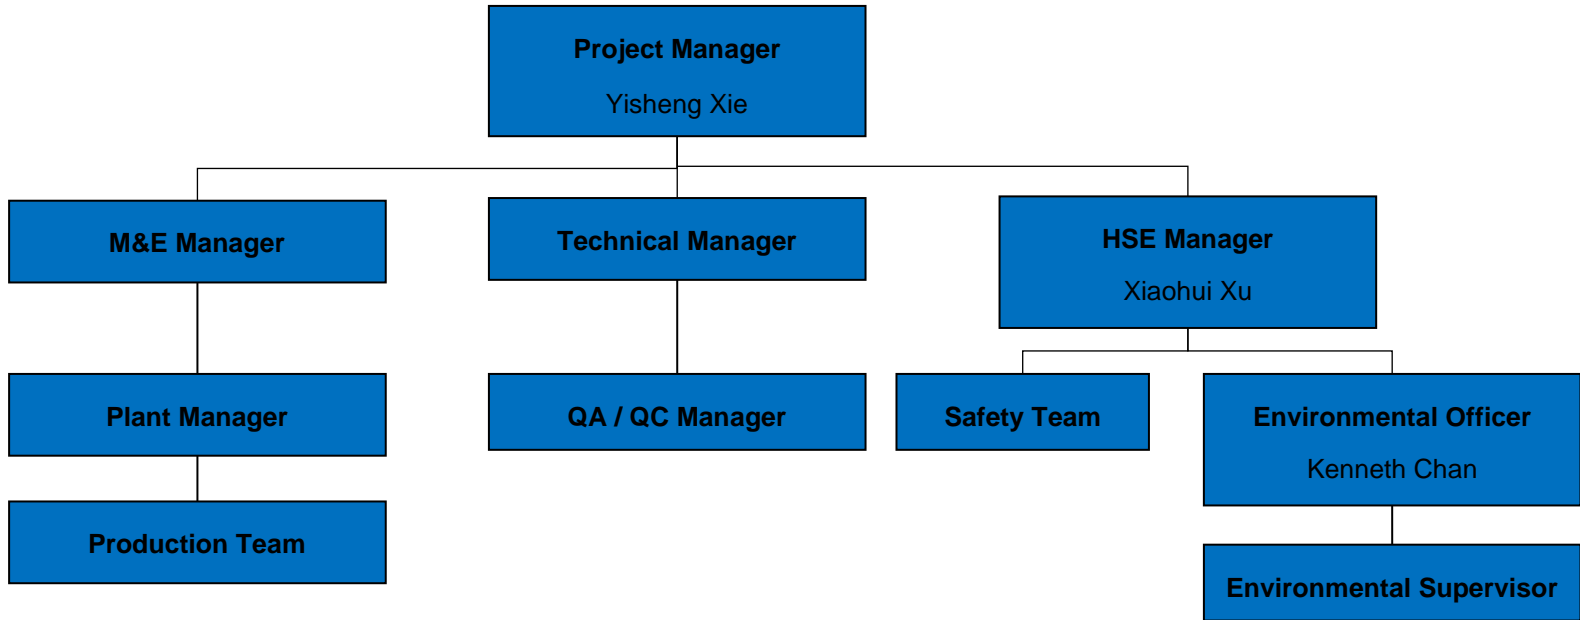 Project Manager
Yisheng Xie
M&E Manager
Technical Manager
HSE Manager
Xiaohui Xu
Plant Manager
QA / QC Manager
Safety Team
Environmental Officer
Kenneth Chan
Production Team
Environmental Supervisor